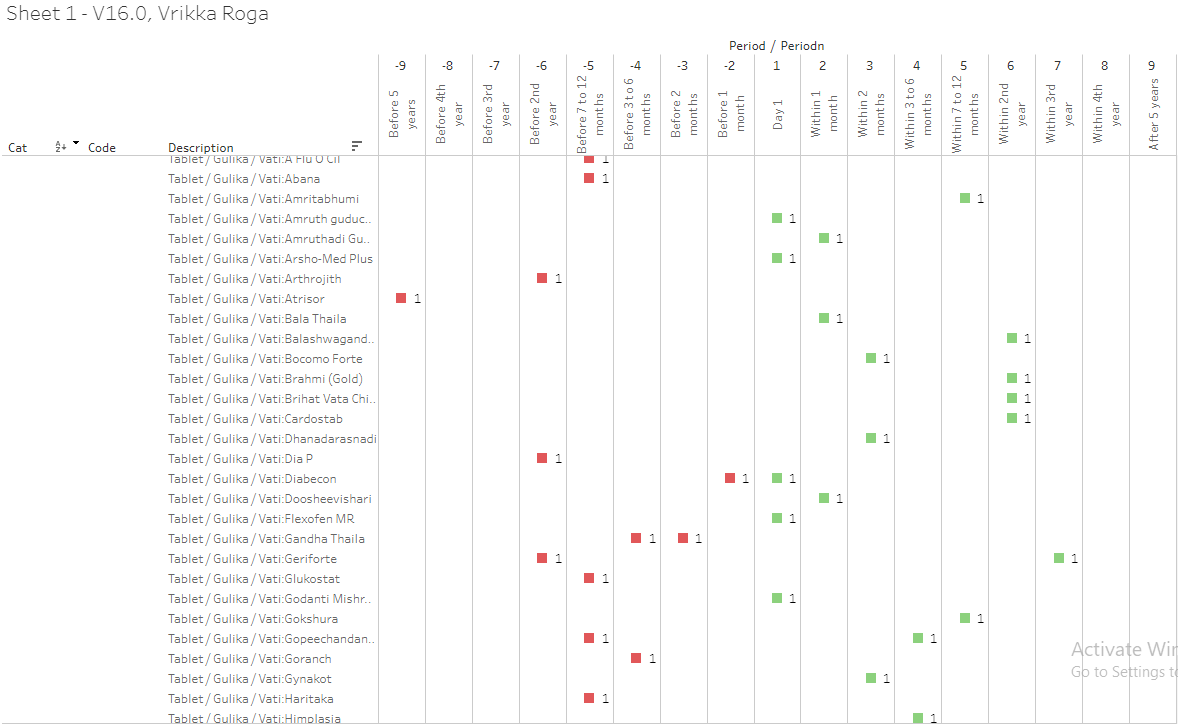 Sheet 1 - V16.0, Vrikka Roga
Period / Periodn
-9 -8 -7 -6 -5 -4 -3 -2 1 2 3 4 5 6 7 8 9
Before 5 years
Before 4th year
Before 3rd year
Before 2nd year
Before 7 to 12 months
Before 3 to 6 months
Before 2 months
Before 1 month
Day 1
Within 1 month
Within 2 months
Within 3 to 6 months
Within 7 to 12 months
Within 2nd year
Within 3rd year
Within 4th year
After 5 years
Cat Code Description
Tablet / Gulika / Vati:A Flu O Cil 1
Tablet / Gulika / Vati:Abana 1
Tablet / Gulika / Vati:Amritabhumi 1
Tablet / Gulika / Vati:Amruth guduc.. 1
Tablet / Gulika / Vati:Amruthadi Gu.. 1
Tablet / Gulika / Vati:Arsho-Med Plus 1
Tablet / Gulika / Vati:Arthrojith 1
Tablet / Gulika / Vati:Atrisor 1
Tablet / Gulika / Vati:Bala Thaila 1
Tablet / Gulika / Vati:Balashwagand.. 1
Tablet / Gulika / Vati:Bocomo Forte 1
Tablet / Gulika / Vati:Brahmi (Gold) 1
Tablet / Gulika / Vati:Brihat Vata Chi.. 1
Tablet / Gulika / Vati:Cardostab 1
Tablet / Gulika / Vati:Dhanadarasnadi 1
Tablet / Gulika / Vati:Dia P 1
Tablet / Gulika / Vati:Diabecon 1 1
Tablet / Gulika / Vati:Doosheevishari 1
Tablet / Gulika / Vati:Flexofen MR 1
Tablet / Gulika / Vati:Gandha Thaila 1 1
Tablet / Gulika / Vati:Geriforte 1 1
Tablet / Gulika / Vati:Glukostat 1
Tablet / Gulika / Vati:Godanti Mishr.. 1
Tablet / Gulika / Vati:Gokshura 1
Tablet / Gulika / Vati:Gopeechandan.. 1 1
Tablet / Gulika / Vati:Goranch 1
Tablet / Gulika / Vati:Gynakot 1
Tablet / Gulika / Vati:Haritaka 1
Tablet / Gulika / Vati:Himplasia 1
Activate Wir
Go to Settings to